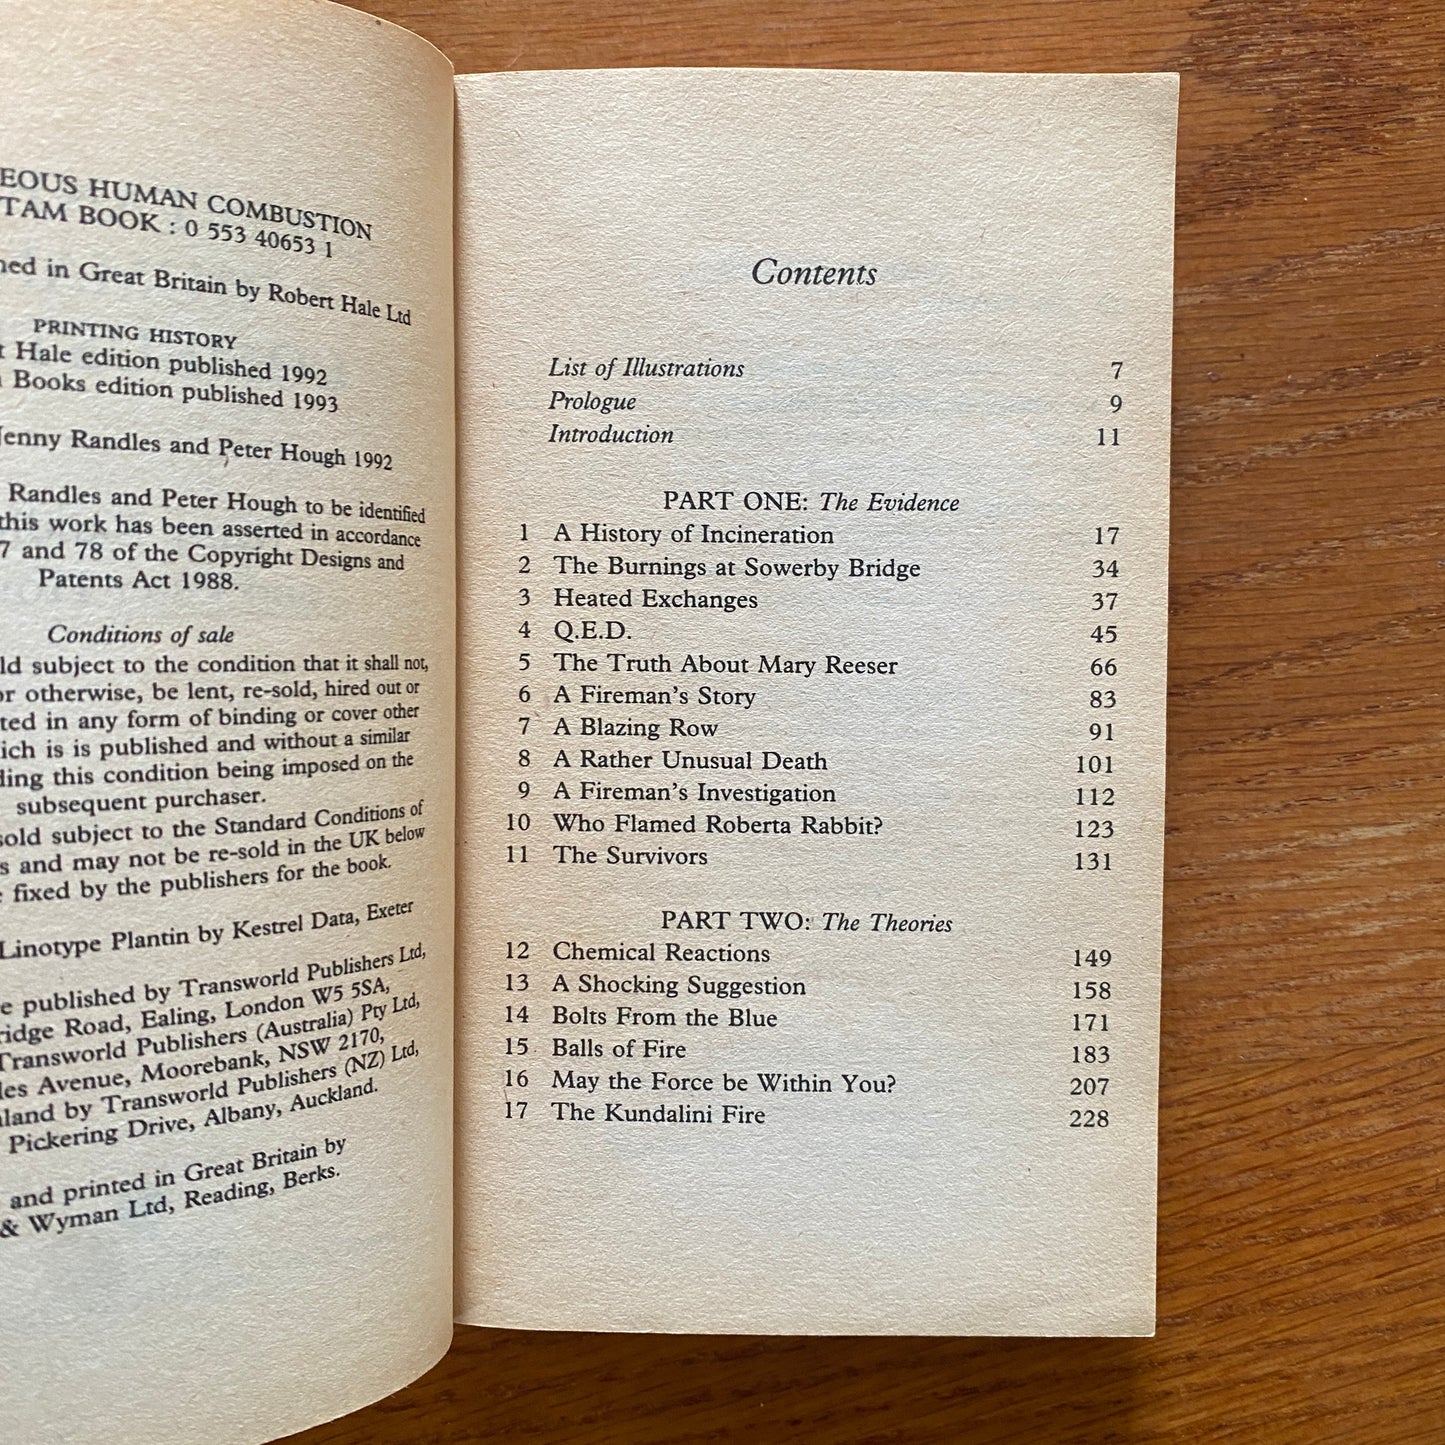 EOUS HUMAN COMBUSTION
TAM BOOK : 0 553 40653 1
ned in Great Britain by Robert Hale Ltd
PRINTING HISTORY
t Hale edition published 1992
Books edition published 1993
Jenny Randles and Peter Hough 1992
Randles and Peter Hough to be identified
this work has been asserted in accordance
7 and 78 of the Copyright Designs and
Patents Act 1988.
Conditions of sale
ld subject to the condition that it shall not,
or otherwise, be lent, re-sold, hired out or
ted in any form of binding or cover other
ich is is published and without a similar
ding this condition being imposed on the
subsequent purchaser.
sold subject to the Standard Conditions of
s and may not be re-sold in the UK below
e fixed by the publishers for the book.
Linotype Plantin by Kestrel Data, Exeter
e published by Transworld Publishers Ltd,
ridge Road, Ealing, London W5 5SA,
Transworld Publishers (Australia) Pty Ltd,
les Avenue, Moorebank, NSW 2170,
aland by Transworld Publishers (NZ) Ltd,
Pickering Drive, Albany, Auckland.
and printed in Great Britain by
& Wyman Ltd, Reading, Berks.
Contents
List of Illustrations 7
Prologue 9
Introduction 11
PART ONE: The Evidence
1 A History of Incineration 17
2 The Burnings at Sowerby Bridge 34
3 Heated Exchanges 37
4 Q.E.D. 45
5 The Truth About Mary Reeser 66
6 A Fireman's Story 83
7 A Blazing Row 91
8 A Rather Unusual Death 101
9 A Fireman's Investigation 112
10 Who Flamed Roberta Rabbit? 123
11 The Survivors 131
PART TWO: The Theories
12 Chemical Reactions 149
13 A Shocking Suggestion 158
14 Bolts From the Blue 171
15 Balls of Fire 183
16 May the Force be Within You? 207
17 The Kundalini Fire 228